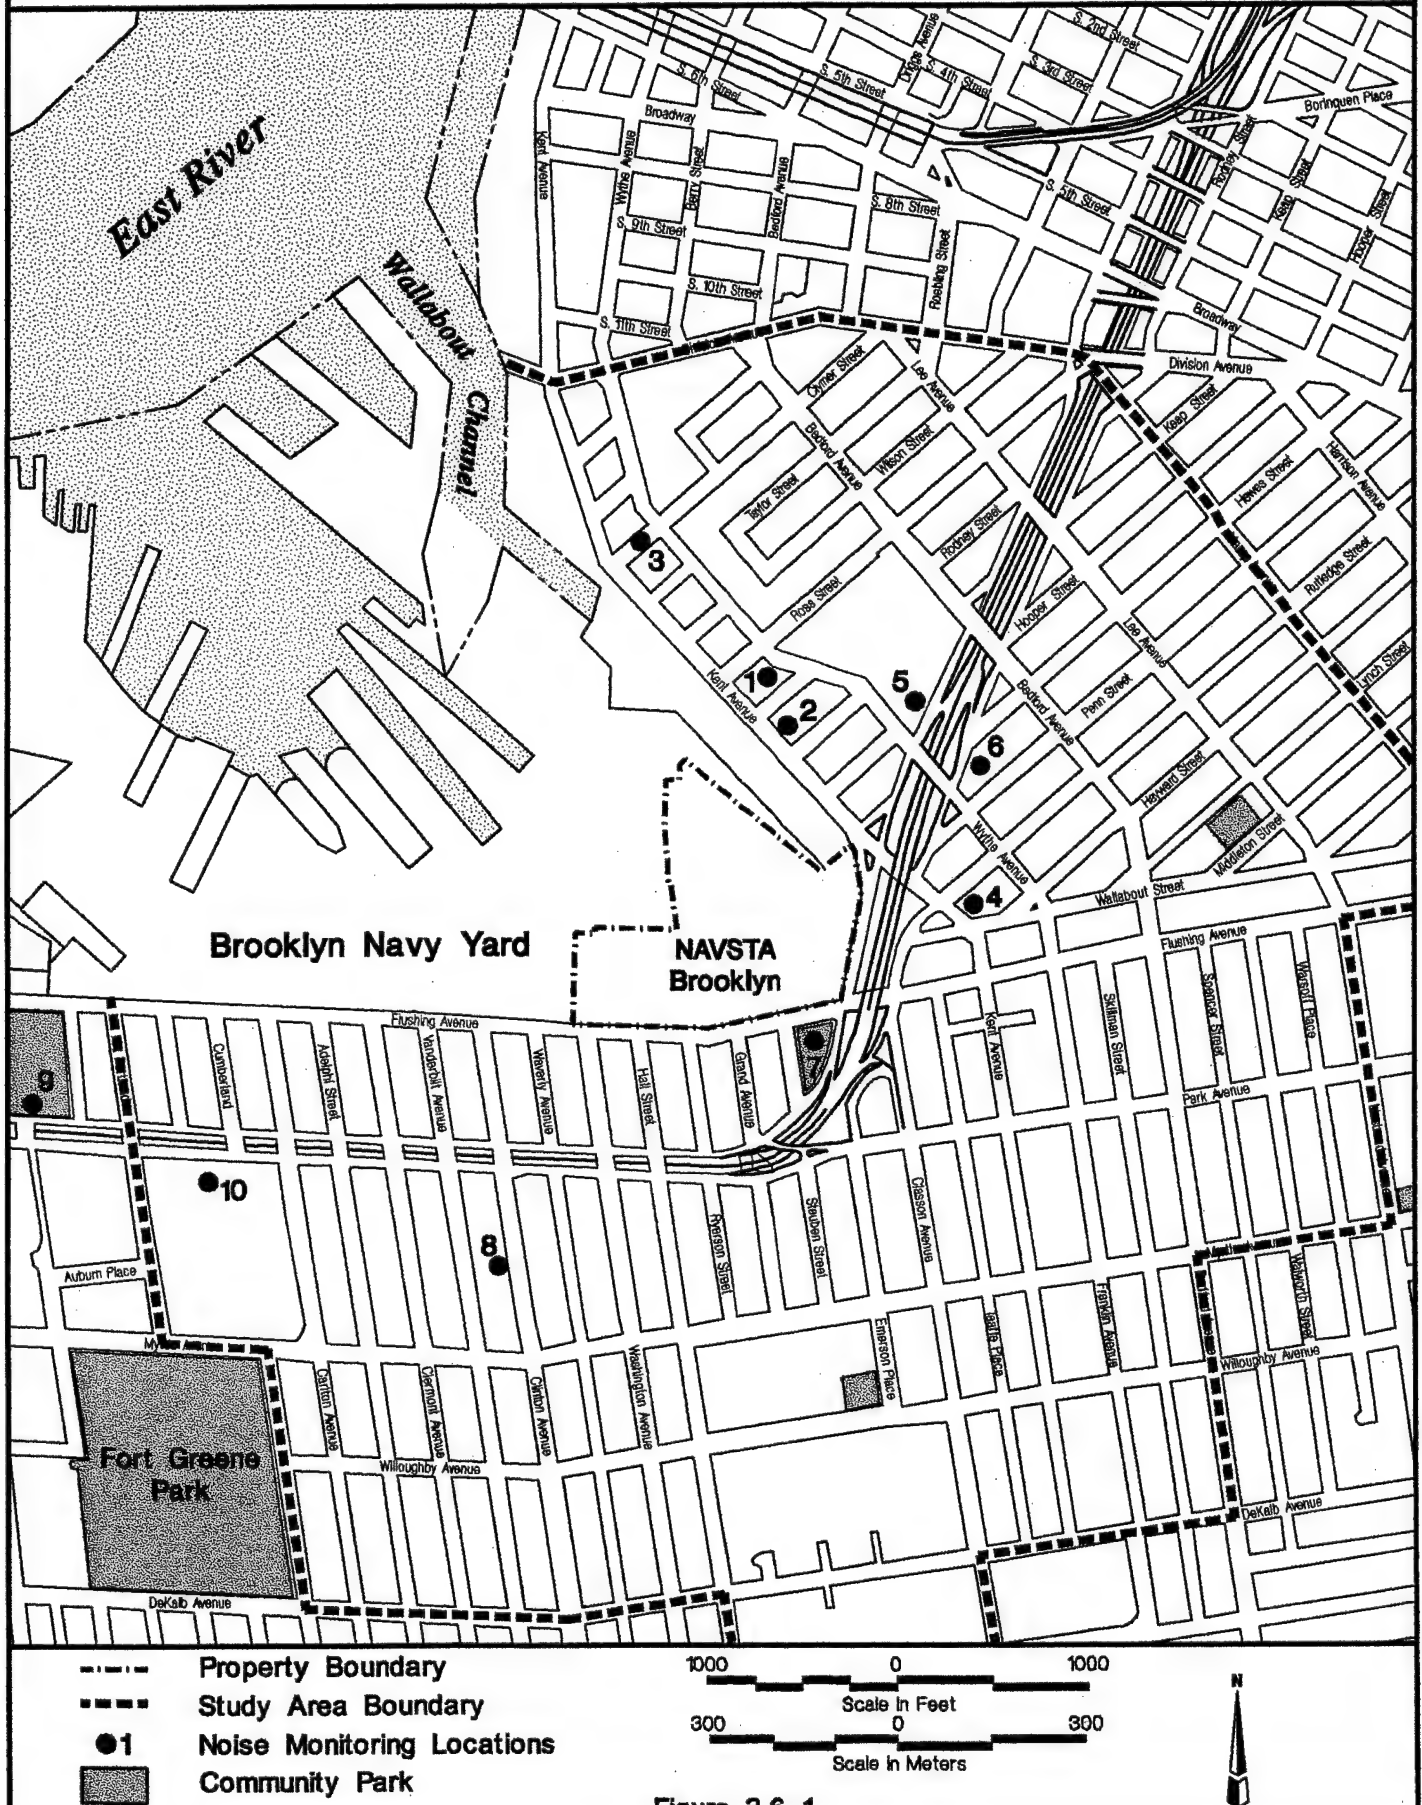 S. 2nd Street
Driggs Avenue
S. 3rd Street
S. 4th Street
S. 5th Street
S. 6th Street
Borinquen Place
Broadway
Kent Avenue
Wythe Avenue
Berry Street
Bedford Avenue
Rodney Street
Keap Street
Hooper Street
S. 5th Street
S. 8th Street
S. 9th Street
Roebling Street
S. 10th Street
S. 11th Street
Broadway
East River
Wallabout
Channel
Division Avenue
Clymer Street
Lee Avenue
Keap Street
Bedford Avenue
Wilson Street
Harrison Avenue
Hewes Street
Taylor Street
Rodney Street
3
Rutledge Street
Ross Street
Hooper Street
Lee Avenue
Lynch Street
1
Kent Avenue
2
5
Bedford Avenue
Penn Street
6
Hayward Street
Wythe Avenue
Middleton Street
4
Wallabout Street
Brooklyn Navy Yard
NAVSTA
Brooklyn
Flushing Avenue
Flushing Avenue
Cumberland
Adelphi Street
Vanderbilt Avenue
Waverly Avenue
Hall Street
Grand Avenue
7
Kent Avenue
Skillman Street
Spencer Street
Warsoff Place
9
Park Avenue
10
8
Ryerson Street
Steuben Street
Classon Avenue
Auburn Place
Emerson Place
Taaffe Place
Franklin Avenue
Walworth Street
Willoughby Avenue
Carlton Avenue
Clermont Avenue
Clinton Avenue
Washington Avenue
Fort Greene
Park
Willoughby Avenue
DeKalb Avenue
DeKalb Avenue
Property Boundary
Study Area Boundary
1 Noise Monitoring Locations
Community Park
1000 0 1000
Scale in Feet
300 0 300
Scale in Meters
N